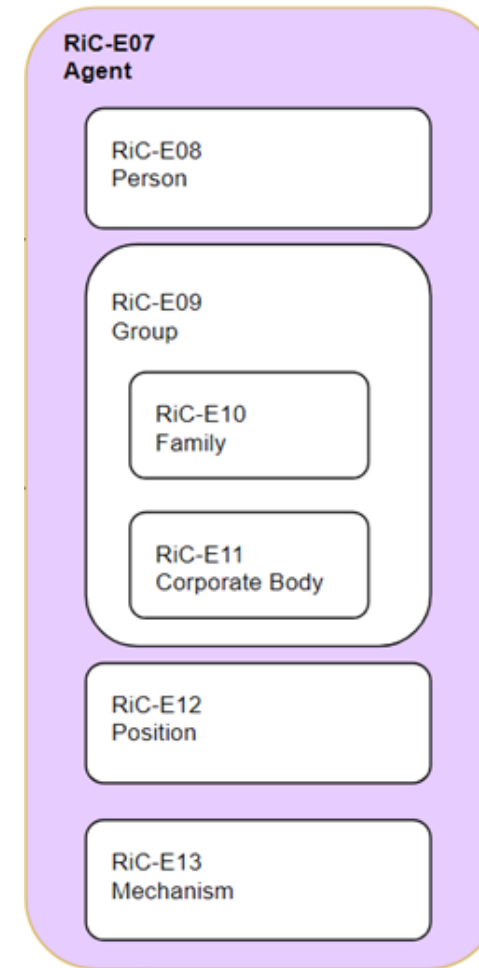 RiC-E07
Agent
RiC-E08
Person
RiC-E09
Group
RiC-E10
Family
RiC-E11
Corporate Body
RiC-E12
Position
RiC-E13
Mechanism